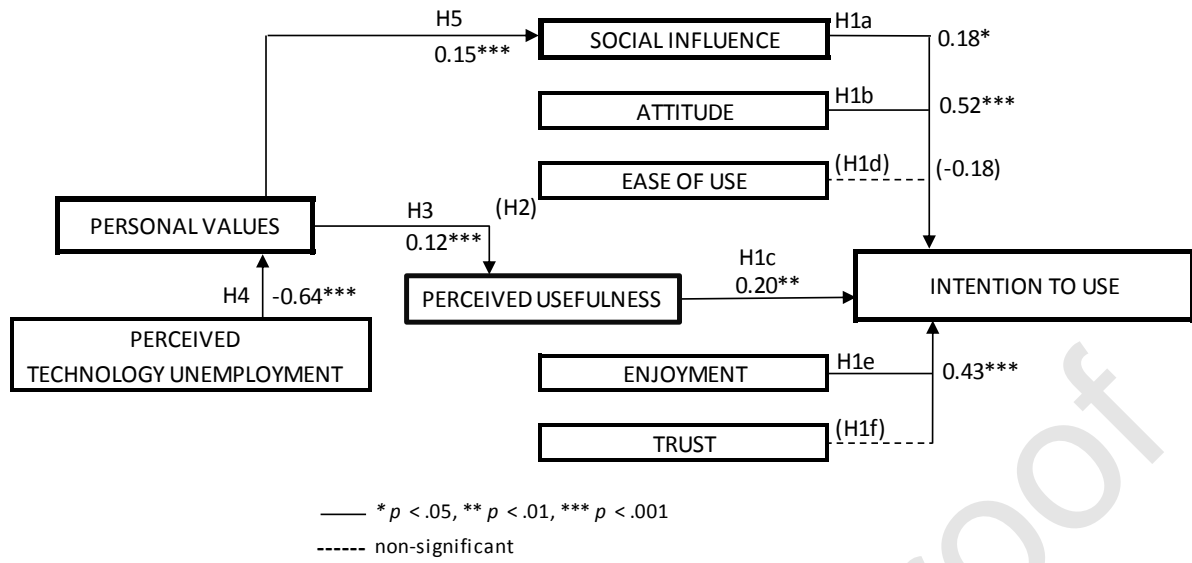 H5
0.15***
SOCIAL INFLUENCE
H1a
0.18*
ATTITUDE
H1b
0.52***
EASE OF USE
(H1d)
(-0.18)
PERSONAL VALUES
H3
0.12***
(H2)
PERCEIVED USEFULNESS
H1c
0.20**
INTENTION TO USE
H4
-0.64***
PERCEIVED
TECHNOLOGY UNEMPLOYMENT
ENJOYMENT
H1e
0.43***
TRUST
(H1f)
* p < .05, ** p < .01, *** p < .001
non-significant
roof